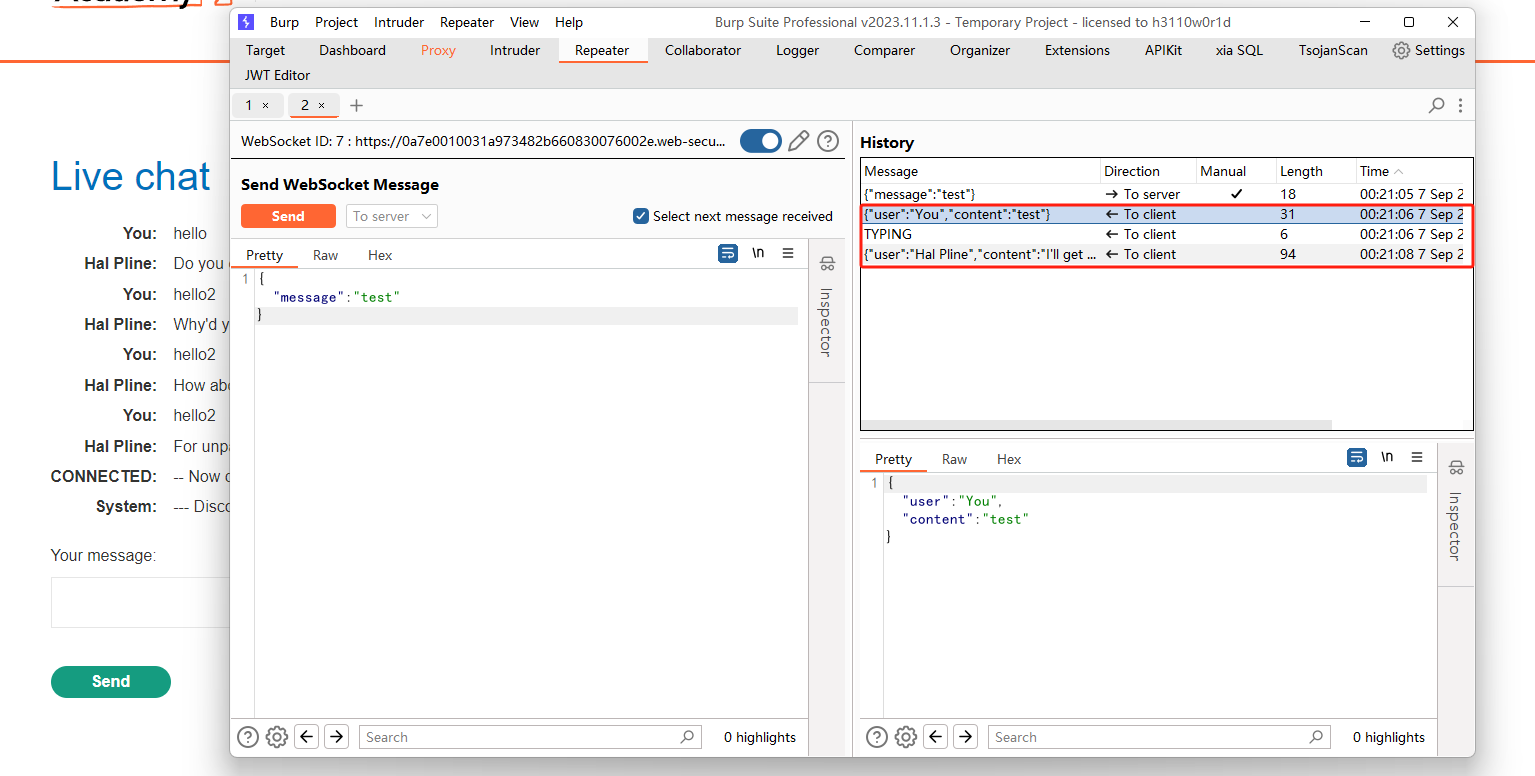 Academy
Burp Project Intruder Repeater View Help Burp Suite Professional v2023.11.1.3 - Temporary Project - licensed to h3110w0r1d
Target Dashboard Proxy Intruder Repeater Collaborator Logger Comparer Organizer Extensions APIKit xia SQL TsojanScan Settings
JWT Editor
1 × 2 × +
WebSocket ID: 7 : https://0a7e0010031a973482b660830076002e.web-secu...
Send WebSocket Message
Send To server Select next message received
Pretty Raw Hex \n
1 {
"message":"test"
}
Inspector
Search 0 highlights
History
Message Direction Manual Length Time
{"message":"test"} → To server ✔ 18 00:21:05 7 Sep 2
{"user":"You","content":"test"} ← To client 31 00:21:06 7 Sep 2
TYPING ← To client 6 00:21:06 7 Sep 2
{"user":"Hal Pline","content":"I'll get ... ← To client 94 00:21:08 7 Sep 2
Pretty Raw Hex \n
1 {
"user":"You",
"content":"test"
}
Inspector
Search 0 highlights
Live chat
You: hello
Hal Pline: Do you
You: hello2
Hal Pline: Why'd y
You: hello2
Hal Pline: How abo
You: hello2
Hal Pline: For unpa
CONNECTED: -- Now c
System: --- Disco
Your message:
Send